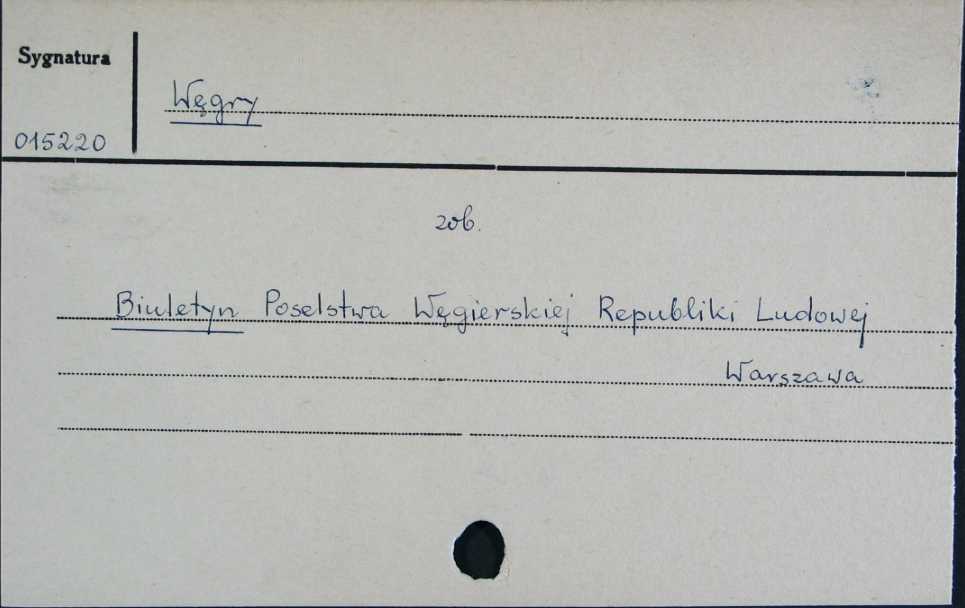 Sygnatura
Węgry
015220
zob.
Biuletyn Poselstwa Węgierskiej Republiki Ludowej
Warszawa